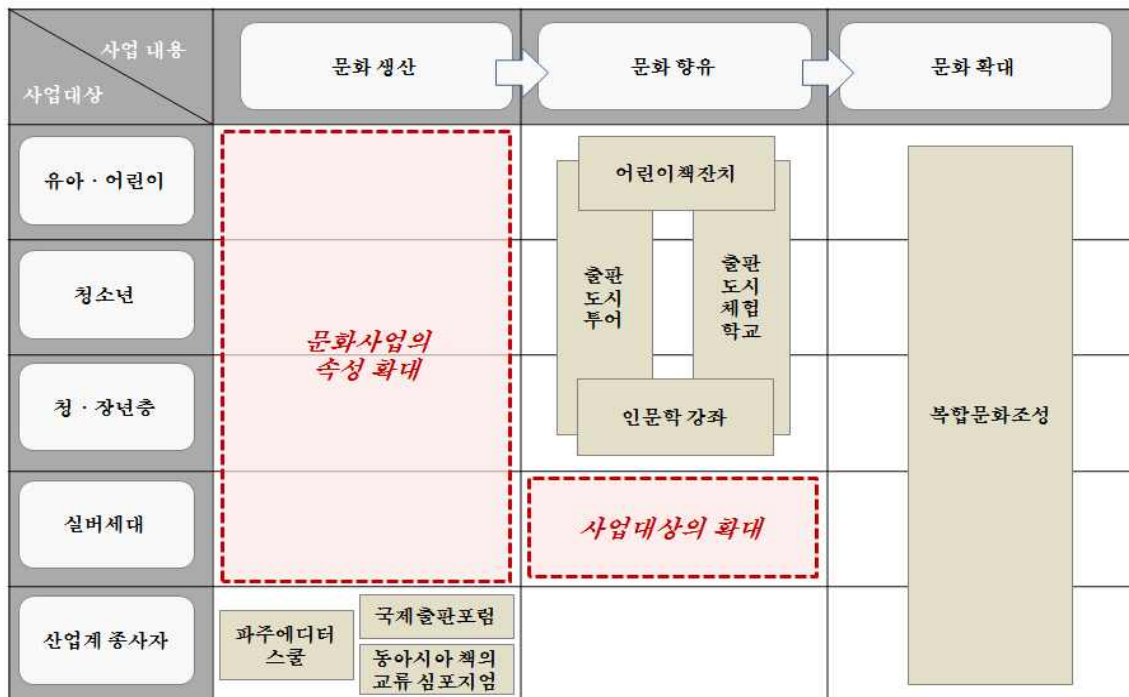 사업 내용
사업대상
문화 생산
문화 향유
문화 확대
유아 · 어린이
어린이책잔치
청소년
출판
도시
투어
출판
도시
체험
학교
문화사업의
속성 확대
청 · 장년층
인문학 강좌
복합문화조성
실버세대
사업대상의 확대
산업계 종사자
파주에디터
스쿨
국제출판포럼
동아시아 책의
교류 심포지엄